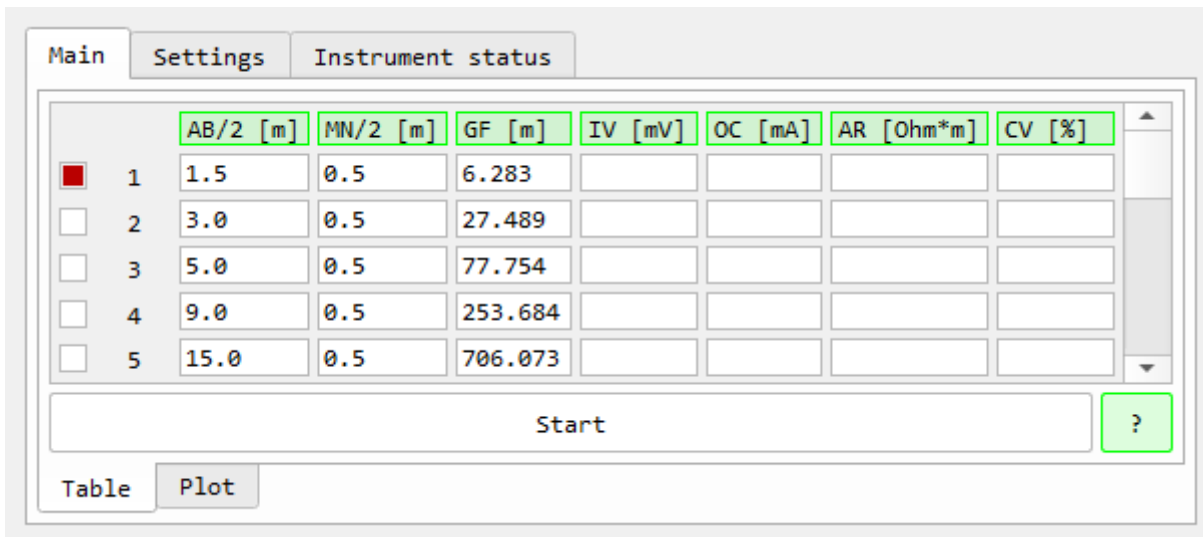 Main Settings Instrument status
AB/2 [m] MN/2 [m] GF [m] IV [mV] OC [mA] AR [Ohm*m] CV [%]
1 1.5 0.5 6.283
2 3.0 0.5 27.489
3 5.0 0.5 77.754
4 9.0 0.5 253.684
5 15.0 0.5 706.073
Start ?
Table Plot